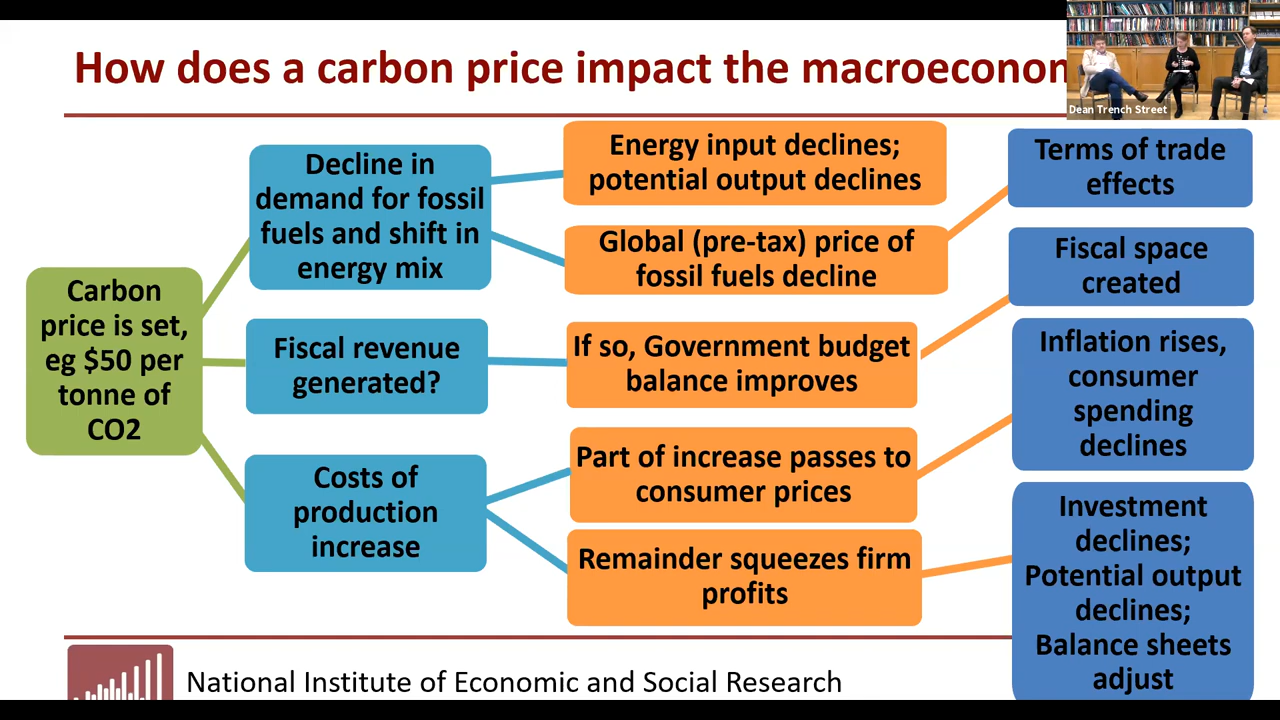 How does a carbon price impact the macroeconom
Dean Trench Street
Carbon
price is set,
eg $50 per
tonne of
CO2
Decline in
demand for fossil
fuels and shift in
energy mix
Fiscal revenue
generated?
Costs of
production
increase
Energy input declines;
potential output declines
Global (pre-tax) price of
fossil fuels decline
If so, Government budget
balance improves
Part of increase passes to
consumer prices
Remainder squeezes firm
profits
Terms of trade
effects
Fiscal space
created
Inflation rises,
consumer
spending
declines
Investment
declines;
Potential output
declines;
Balance sheets
adjust
National Institute of Economic and Social Research